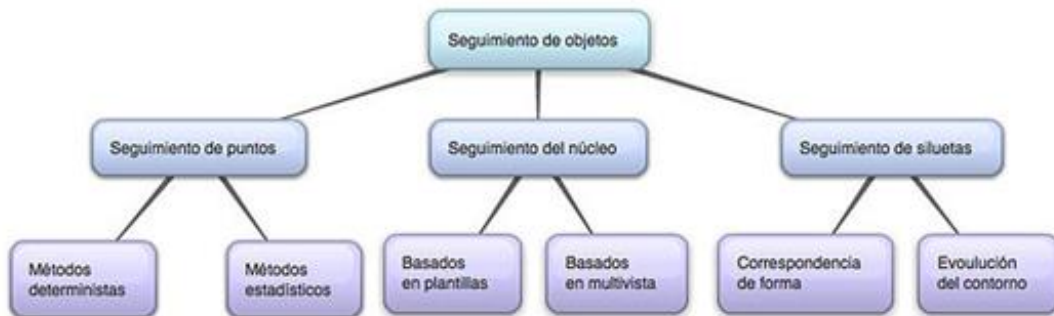 Seguimiento de objetos
Seguimiento de puntos
Seguimiento del núcleo
Seguimiento de siluetas
Métodos
deterministas
Métodos
estadísticos
Basados
en plantillas
Basados
en multivista
Correspondencia
de forma
Evoulución
del contorno